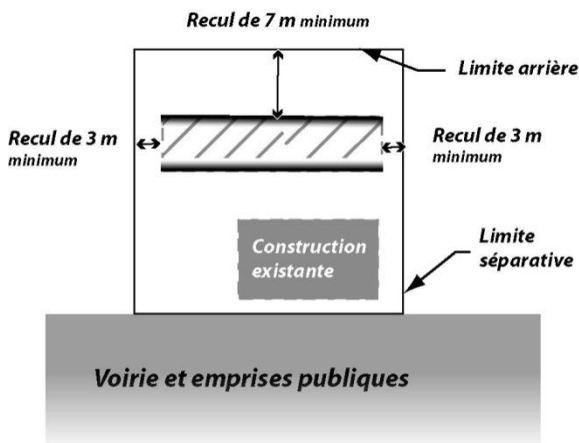 Recul de 7 m minimum
Limite arrière
Recul de 3 m
minimum
Recul de 3 m
minimum
Construction
existante
Limite
séparative
Voirie et emprises publiques